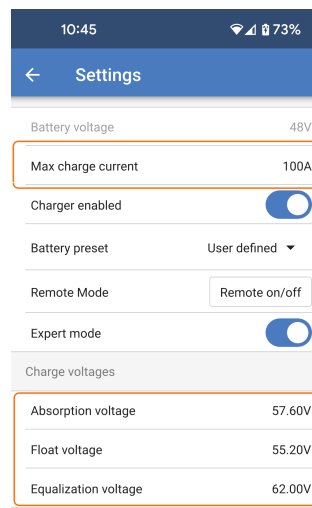 10:45 73%
Settings
Battery voltage 48V
Max charge current 100A
Charger enabled
Battery preset User defined
Remote Mode Remote on/off
Expert mode
Charge voltages
Absorption voltage 57.60V
Float voltage 55.20V
Equalization voltage 62.00V